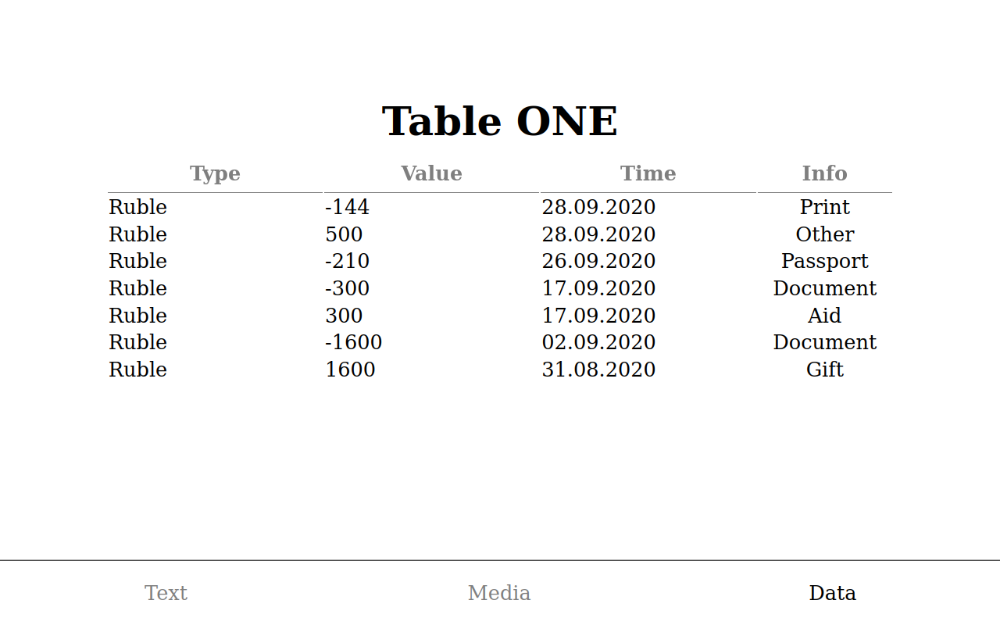 Table ONE
Type Value Time Info
Ruble -144 28.09.2020 Print
Ruble 500 28.09.2020 Other
Ruble -210 26.09.2020 Passport
Ruble -300 17.09.2020 Document
Ruble 300 17.09.2020 Aid
Ruble -1600 02.09.2020 Document
Ruble 1600 31.08.2020 Gift
Text Media Data